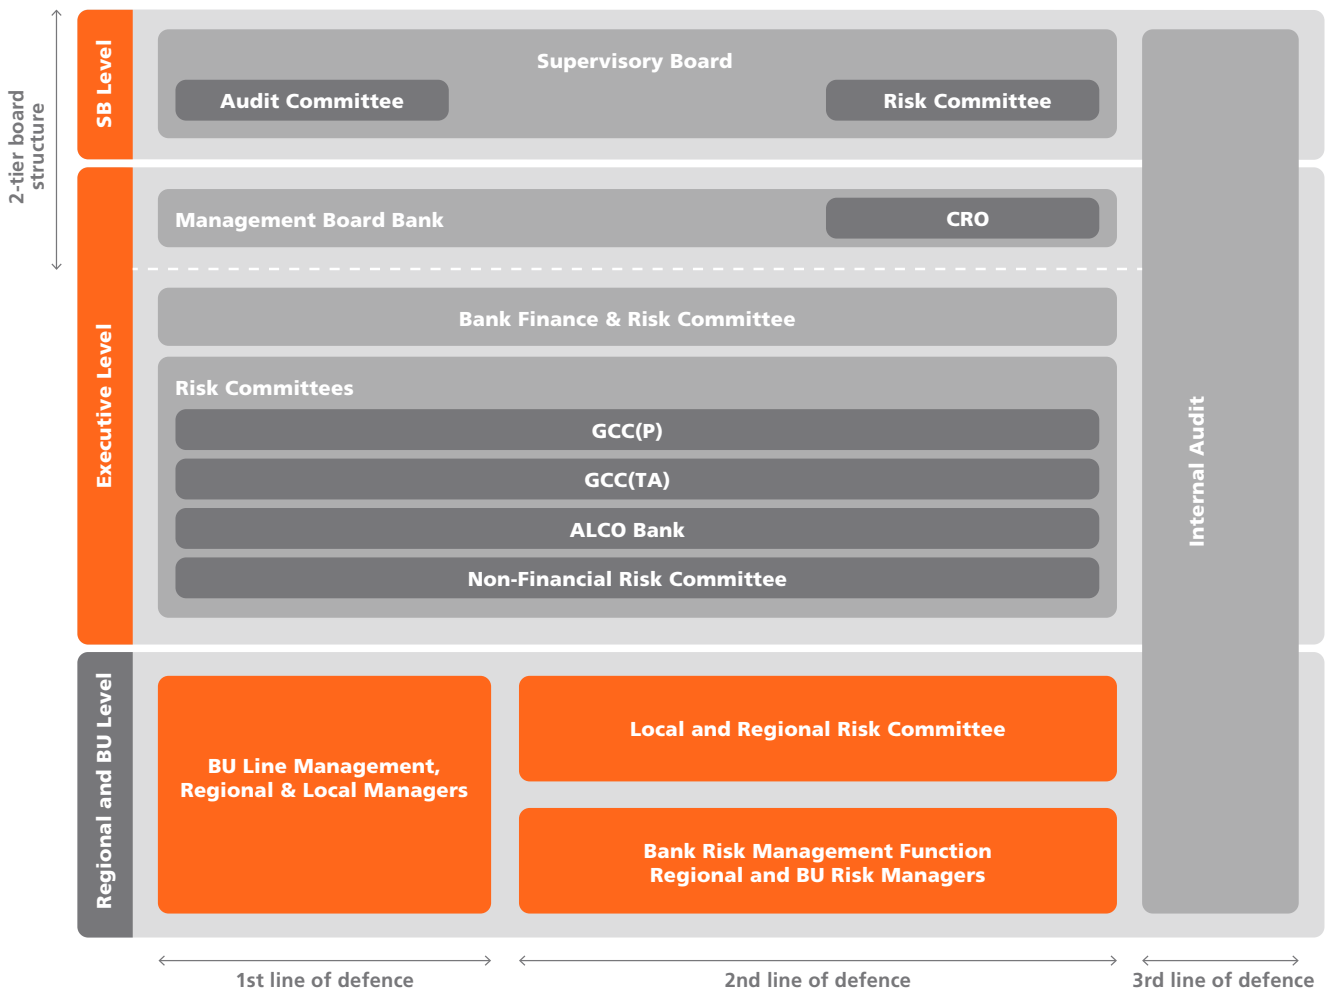 2-tier board
structure
SB Level
Supervisory Board
Audit Committee
Risk Committee
Executive Level
Management Board Bank
CRO
Bank Finance & Risk Committee
Risk Committees
GCC(P)
GCC(TA)
ALCO Bank
Non-Financial Risk Committee
Internal Audit
Regional and BU Level
BU Line Management,
Regional & Local Managers
Local and Regional Risk Committee
Bank Risk Management Function
Regional and BU Risk Managers
1st line of defence
2nd line of defence
3rd line of defence